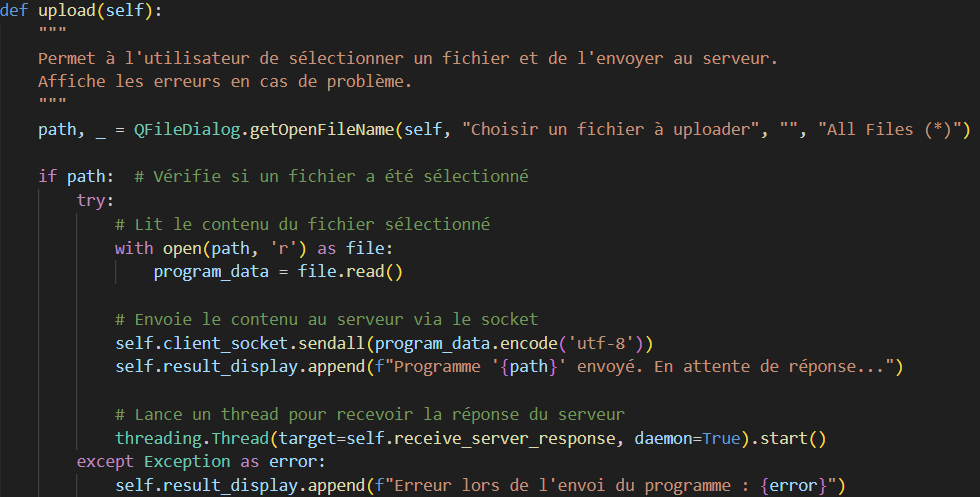 def upload(self):
    """
    Permet à l'utilisateur de sélectionner un fichier et de l'envoyer au serveur.
    Affiche les erreurs en cas de problème.
    """
    path, _ = QFileDialog.getOpenFileName(self, "Choisir un fichier à uploader", "", "All Files (*)")

    if path:  # Vérifie si un fichier a été sélectionné
        try:
            # Lit le contenu du fichier sélectionné
            with open(path, 'r') as file:
                program_data = file.read()

            # Envoie le contenu au serveur via le socket
            self.client_socket.sendall(program_data.encode('utf-8'))
            self.result_display.append(f"Programme '{path}' envoyé. En attente de réponse...")

            # Lance un thread pour recevoir la réponse du serveur
            threading.Thread(target=self.receive_server_response, daemon=True).start()
        except Exception as error:
            self.result_display.append(f"Erreur lors de l'envoi du programme : {error}")